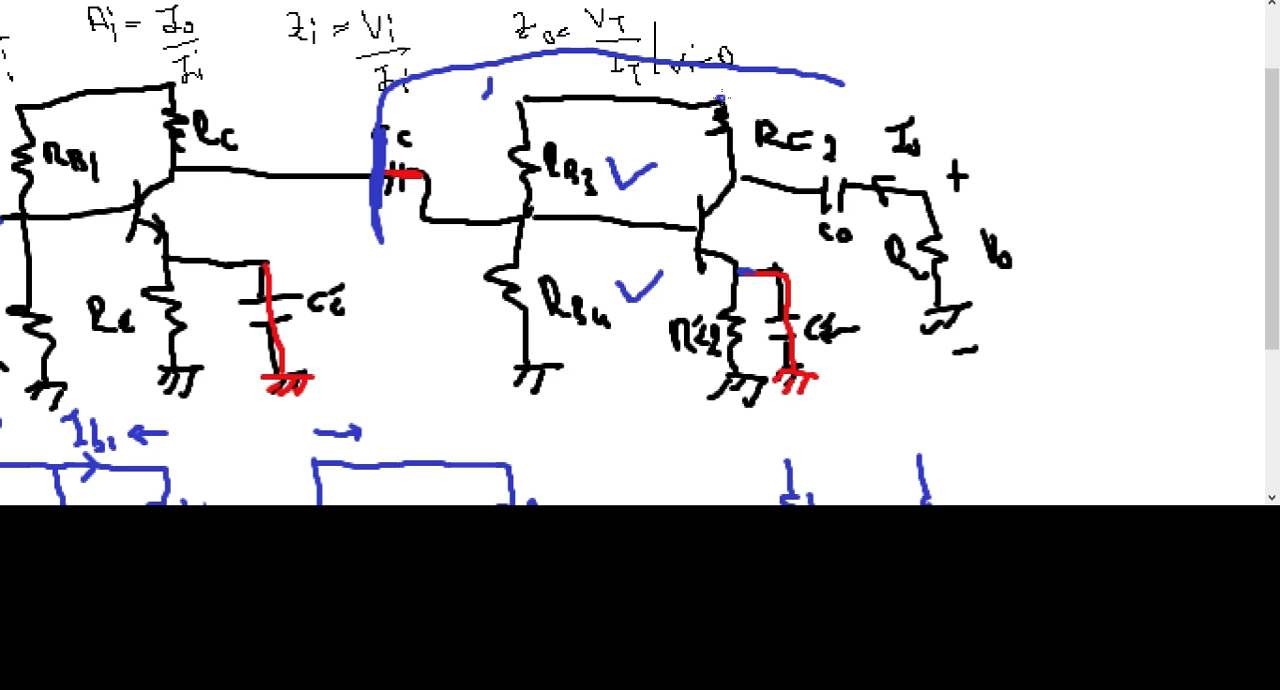 Ai = Io / Ii
Zi = Vi / Ii
Zo = VT / IT | vi=0
RB1
RC
CC
RB3
RC2
Io
+
Co
RL
Vo
RE
CE
RB4
RE2
CE
-
Ib1